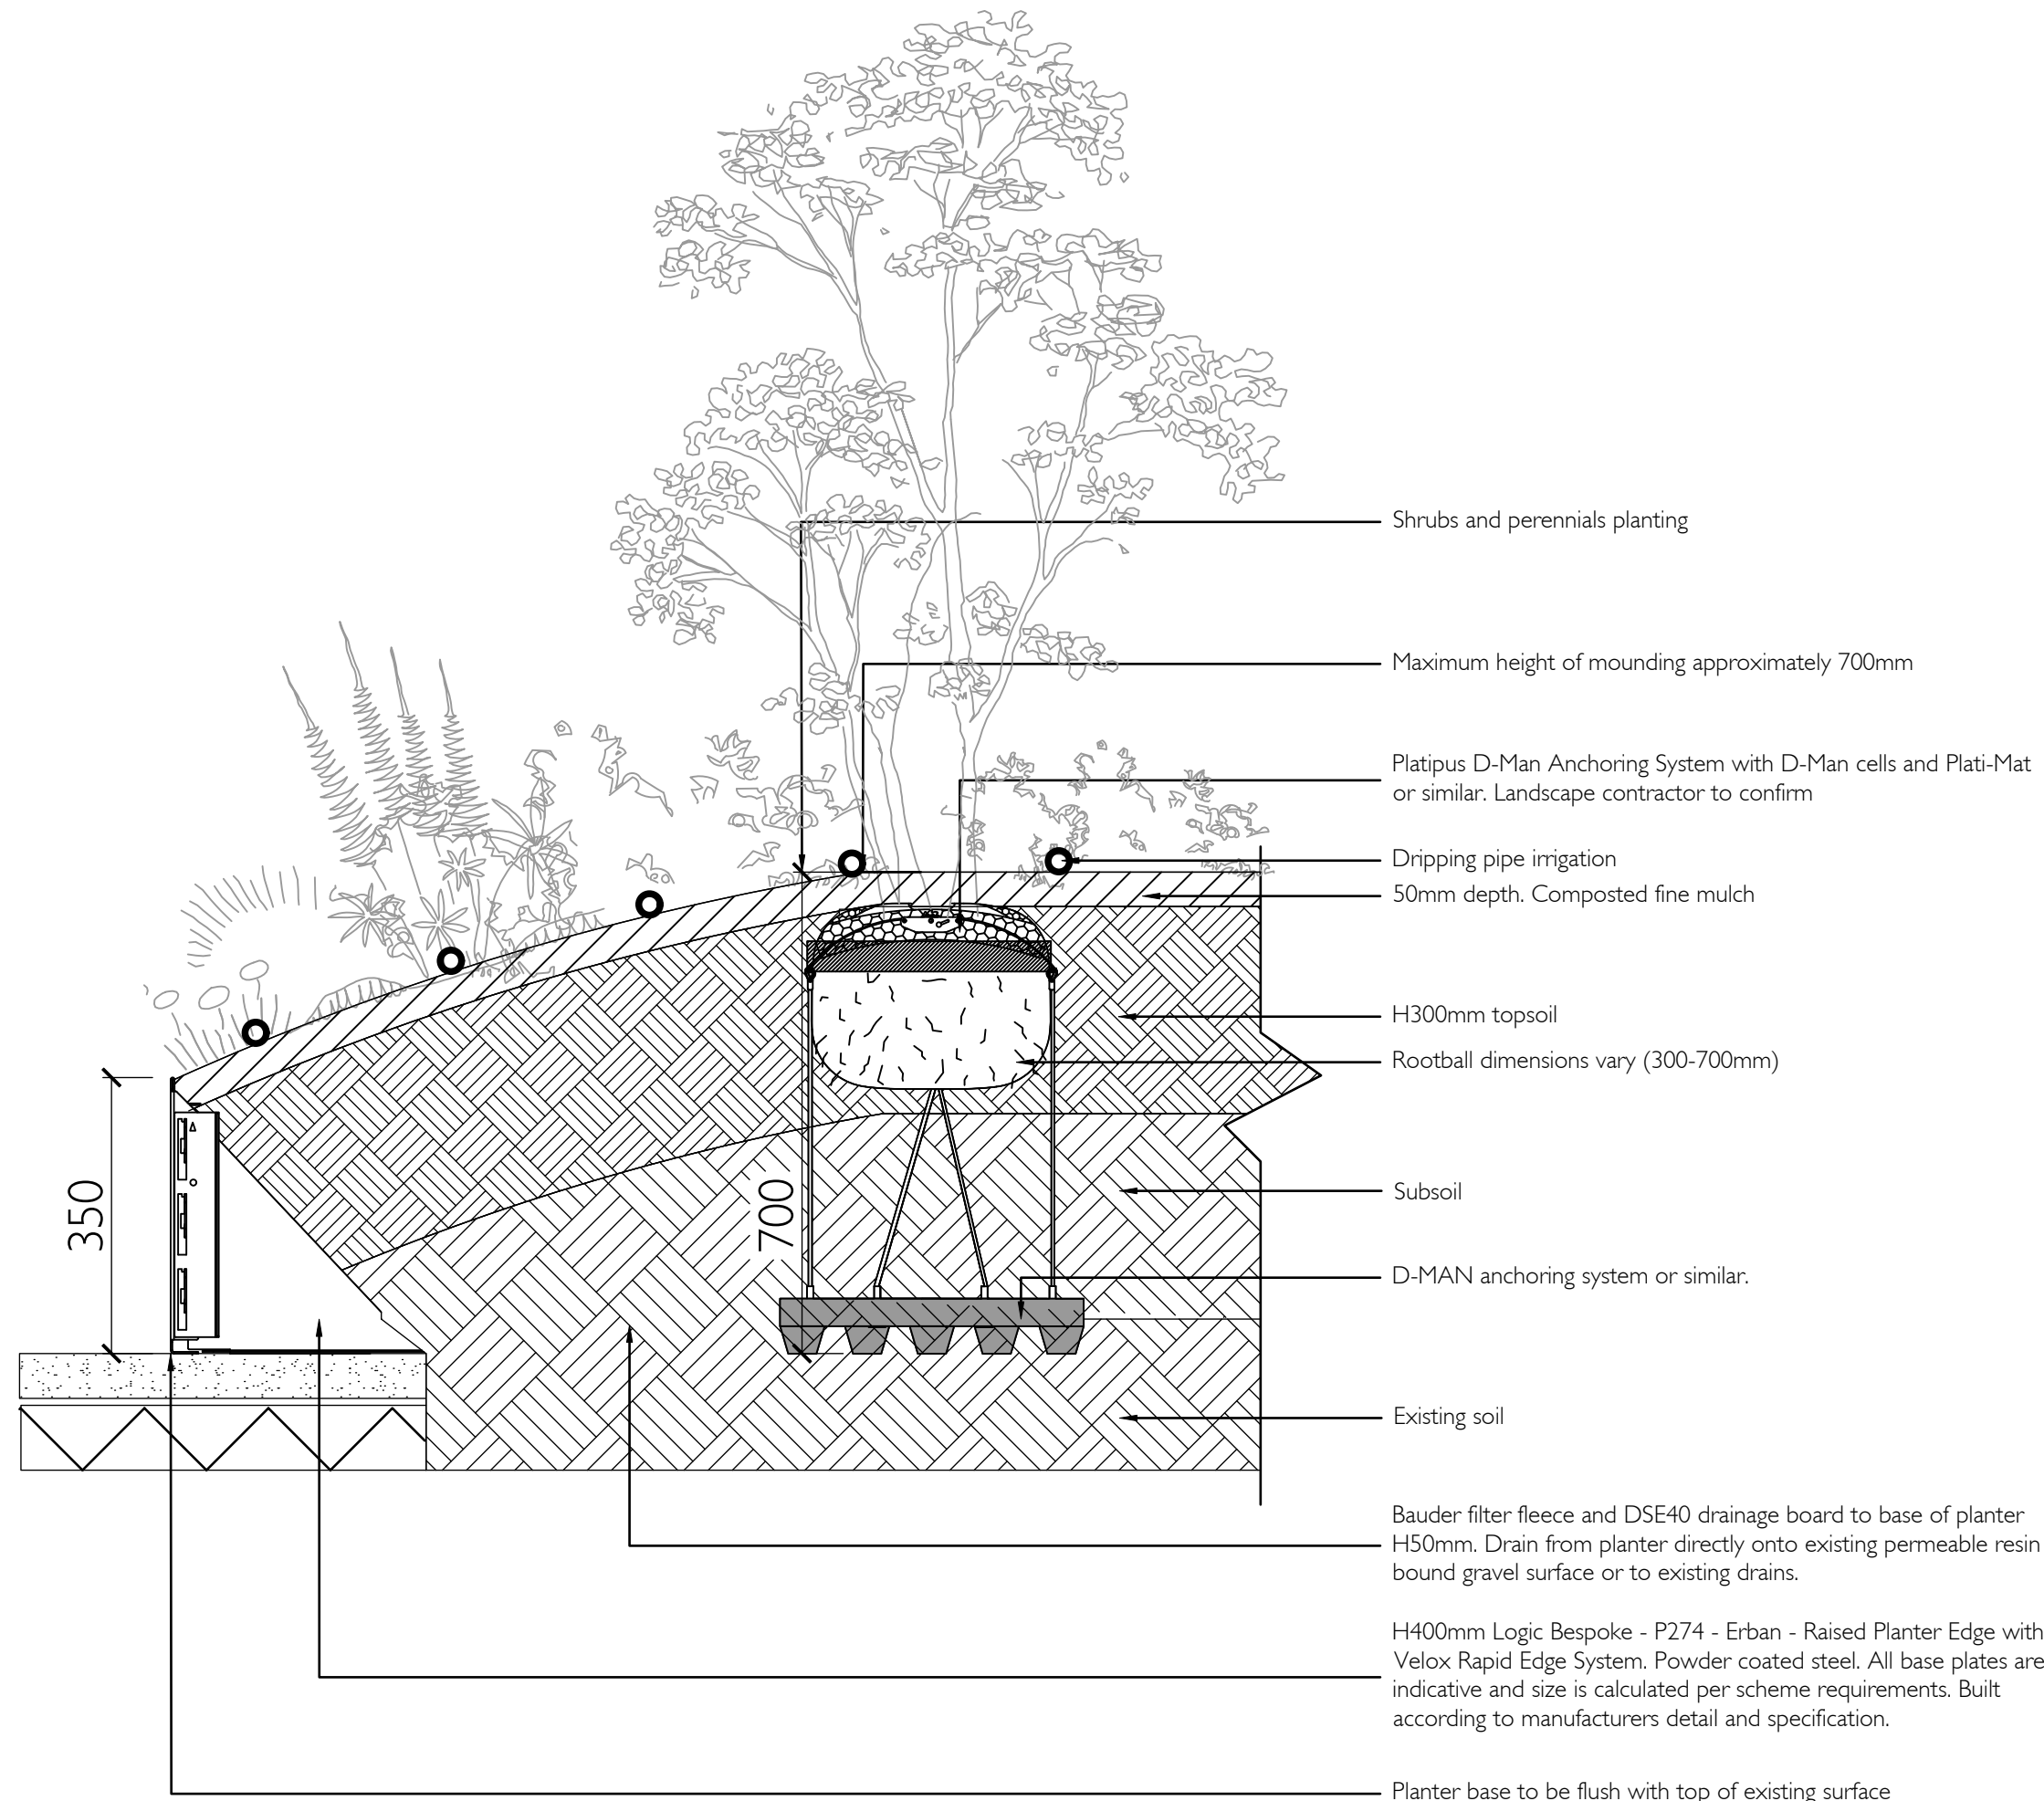 Shrubs and perennials planting
Maximum height of mounding approximately 700mm
Platipus D-Man Anchoring System with D-Man cells and Plati-Mat
or similar. Landscape contractor to confirm
Dripping pipe irrigation
50mm depth. Composted fine mulch
H300mm topsoil
Rootball dimensions vary (300-700mm)
350
700
Subsoil
D-MAN anchoring system or similar.
Existing soil
Bauder filter fleece and DSE40 drainage board to base of planter
H50mm. Drain from planter directly onto existing permeable resin
bound gravel surface or to existing drains.
H400mm Logic Bespoke - P274 - Erban - Raised Planter Edge with
Velox Rapid Edge System. Powder coated steel. All base plates are
indicative and size is calculated per scheme requirements. Built
according to manufacturers detail and specification.
Planter base to be flush with top of existing surface